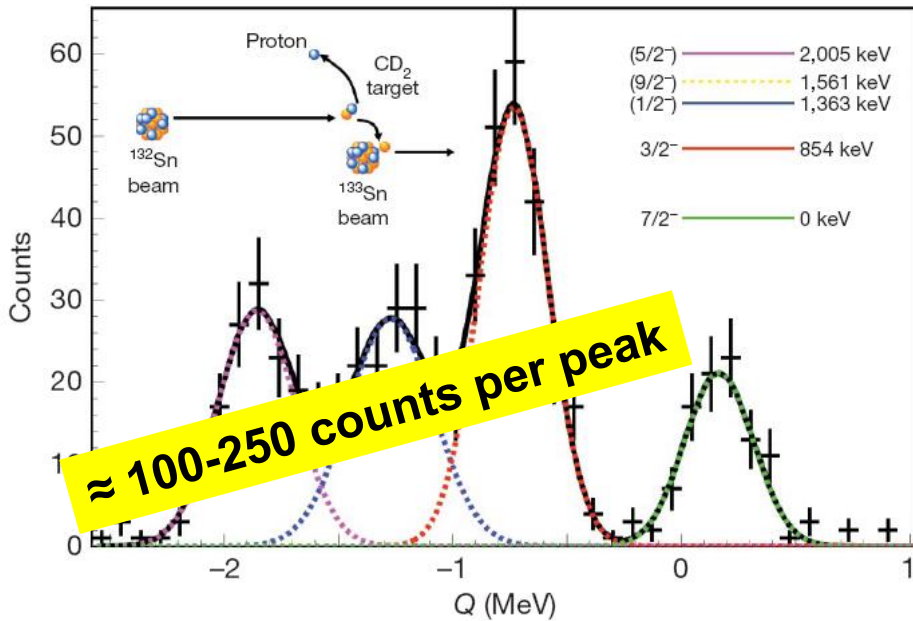 60
50
40
30
20
1
0
Counts
Proton
CD₂
target
¹³²Sn
beam
¹³³Sn
beam
(5/2⁻) 2,005 keV
(9/2⁻) 1,561 keV
(1/2⁻) 1,363 keV
3/2⁻ 854 keV
7/2⁻ 0 keV
≈ 100-250 counts per peak
−2 −1 0 1
Q (MeV)